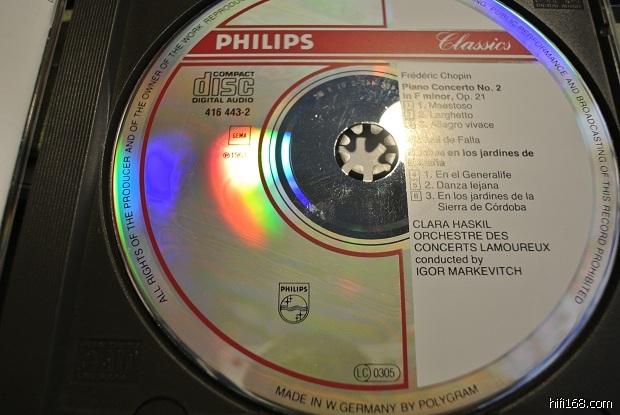 PHILIPS
Classics
COMPACT
disc
DIGITAL AUDIO
416 443-2
GEMA
Frédéric Chopin
Piano Concerto No. 2
in F minor, Op. 21
1 1. Maestoso
2 2. Larghetto
3. Allegro vivace
de Falla
en los jardines de
4 1. En el Generalife
5 2. Danza lejana
6 3. En los jardines de la
Sierra de Córdoba
CLARA HASKIL
ORCHESTRE DES
CONCERTS LAMOUREUX
conducted by
IGOR MARKEVITCH
PHILIPS
LC 0305
ALL RIGHTS OF THE PRODUCER AND OF THE OWNER OF THE WORK REPRODUCED
PUBLIC PERFORMANCE AND BROADCASTING OF THIS RECORD PROHIBITED
MADE IN W. GERMANY BY POLYGRAM
hifi168.com